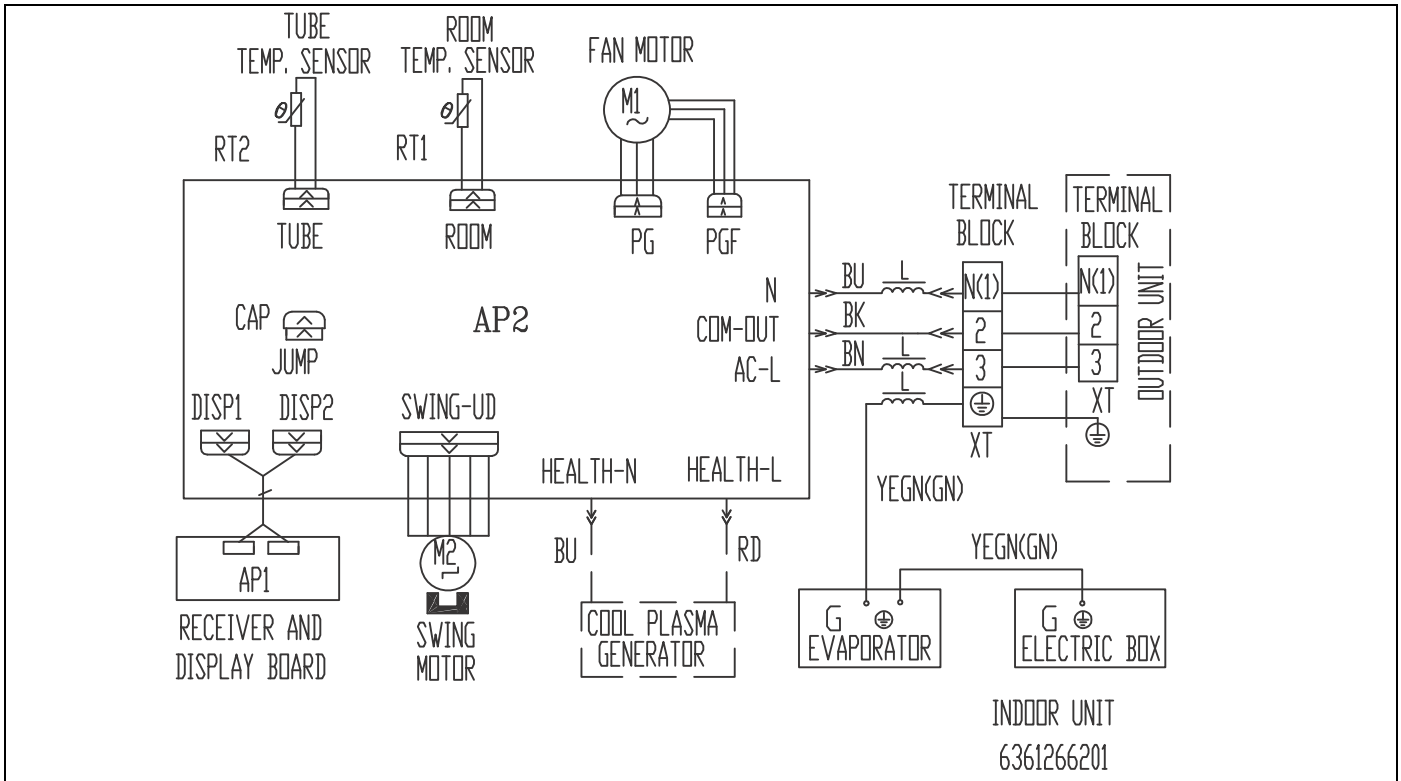 TUBE
TEMP. SENSOR
ROOM
TEMP. SENSOR
FAN MOTOR
θ
θ
M1
RT2
RT1
TUBE
ROOM
PG
PGF
TERMINAL
BLOCK
TERMINAL
BLOCK
OUTDOOR UNIT
N
BU
L
N(1)
N(1)
CAP
JUMP
AP2
COM-OUT
BK
2
2
AC-L
BN
L
3
3
L
XT
XT
DISP1
DISP2
SWING-UD
HEALTH-N
HEALTH-L
YEGN(GN)
BU
RD
YEGN(GN)
M2
AP1
RECEIVER AND
DISPLAY BOARD
SWING
MOTOR
COOL PLASMA
GENERATOR
G
EVAPORATOR
G
ELECTRIC BOX
INDOOR UNIT
6361266201